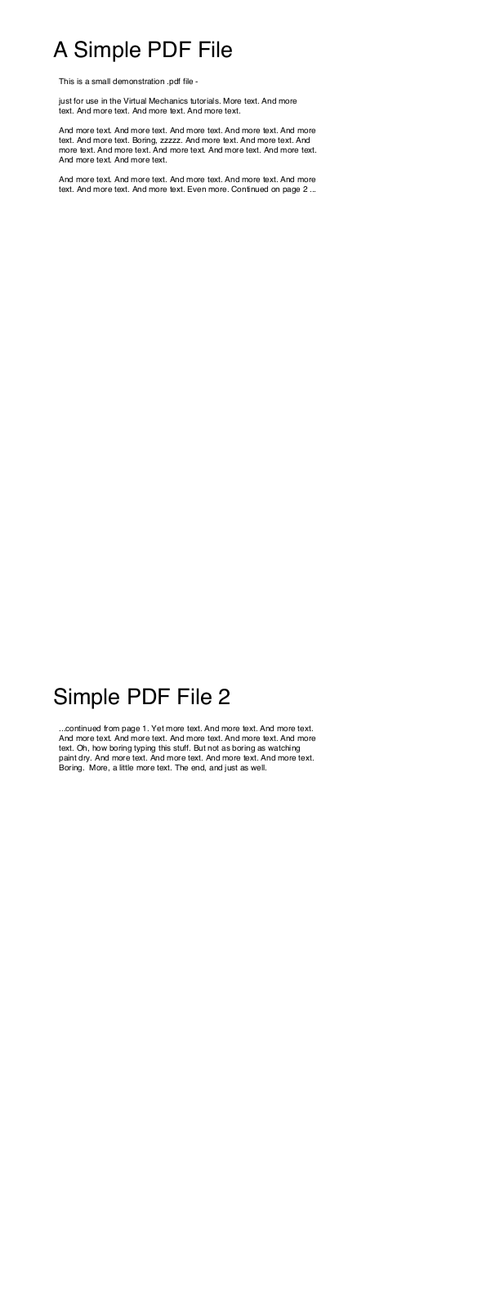 A Simple PDF File
This is a small demonstration .pdf file -
just for use in the Virtual Mechanics tutorials. More text. And more
text. And more text. And more text. And more text.
And more text. And more text. And more text. And more text. And more
text. And more text. Boring, zzzzz. And more text. And more text. And
more text. And more text. And more text. And more text. And more text.
And more text. And more text.
And more text. And more text. And more text. And more text. And more
text. And more text. And more text. Even more. Continued on page 2 ...
Simple PDF File 2
...continued from page 1. Yet more text. And more text. And more text.
And more text. And more text. And more text. And more text. And more
text. Oh, how boring typing this stuff. But not as boring as watching
paint dry. And more text. And more text. And more text. And more text.
Boring.  More, a little more text. The end, and just as well.